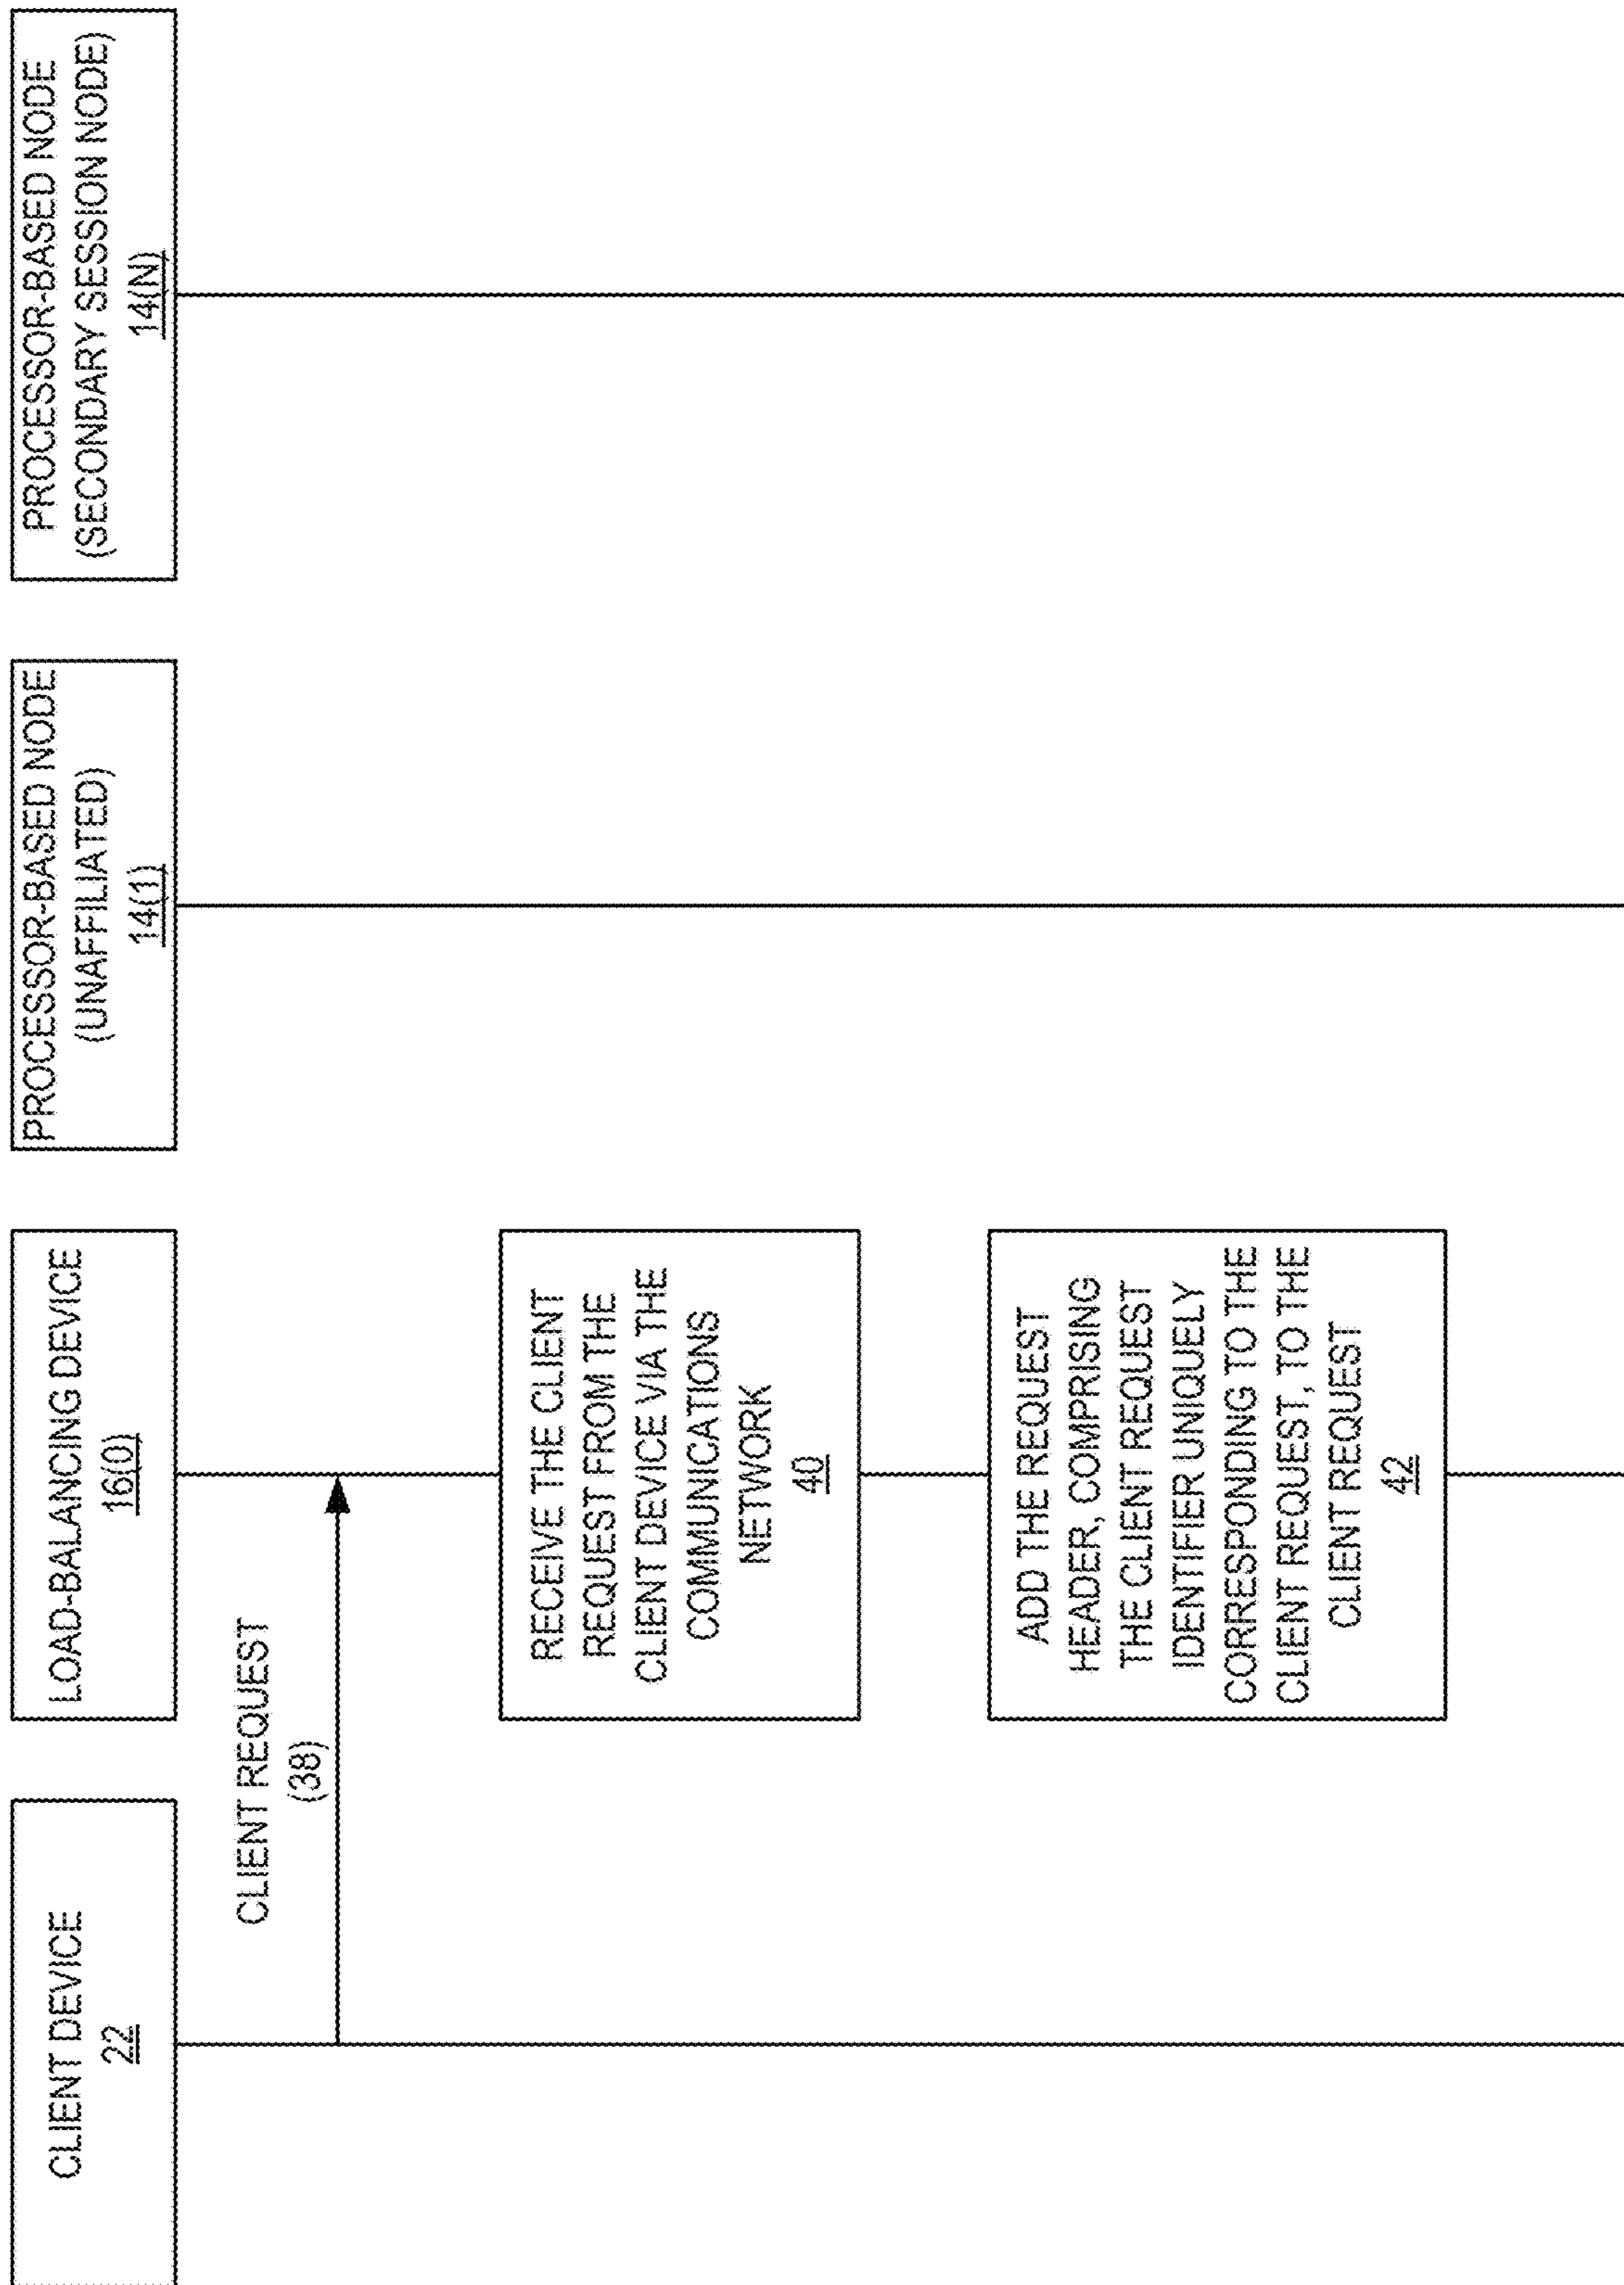 CLIENT DEVICE
22
LOAD-BALANCING DEVICE
16(0)
PROCESSOR-BASED NODE
(UNAFFILIATED)
14(1)
PROCESSOR-BASED NODE
(SECONDARY SESSION NODE)
14(N)
CLIENT REQUEST
(38)
RECEIVE THE CLIENT
REQUEST FROM THE
CLIENT DEVICE VIA THE
COMMUNICATIONS
NETWORK
40
ADD THE REQUEST
HEADER, COMPRISING
THE CLIENT REQUEST
IDENTIFIER UNIQUELY
CORRESPONDING TO THE
CLIENT REQUEST, TO THE
CLIENT REQUEST
42